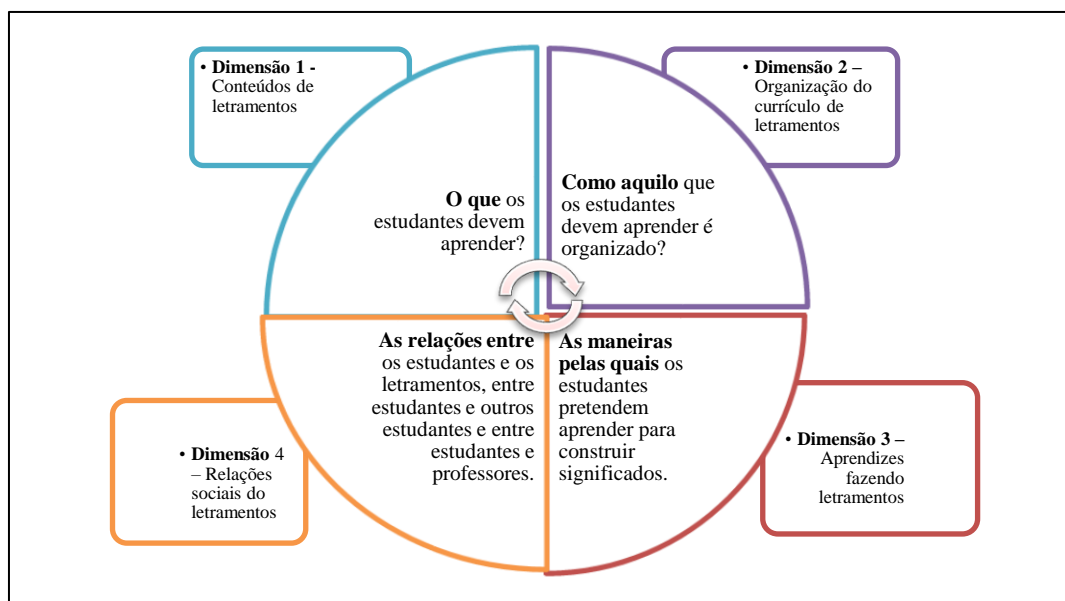 • Dimensão 1 -
Conteúdos de
letramentos
• Dimensão 2 –
Organização do
currículo de
letramentos
O que os
estudantes devem
aprender?
Como aquilo que
os estudantes
devem aprender é
organizado?
As relações entre
os estudantes e os
letramentos, entre
estudantes e outros
estudantes e entre
estudantes e
professores.
As maneiras
pelas quais os
estudantes
pretendem
aprender para
construir
significados.
• Dimensão 4
– Relações
sociais do
letramentos
• Dimensão 3 –
Aprendizes
fazendo
letramentos